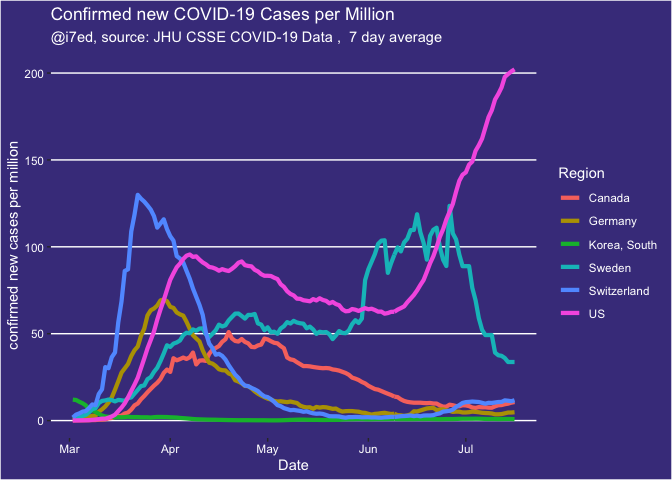 Confirmed new COVID-19 Cases per Million
@i7ed, source: JHU CSSE COVID-19 Data ,  7 day average
confirmed new cases per million
200
150
100
50
0
Mar Apr May Jun Jul
Date
Region
Canada
Germany
Korea, South
Sweden
Switzerland
US